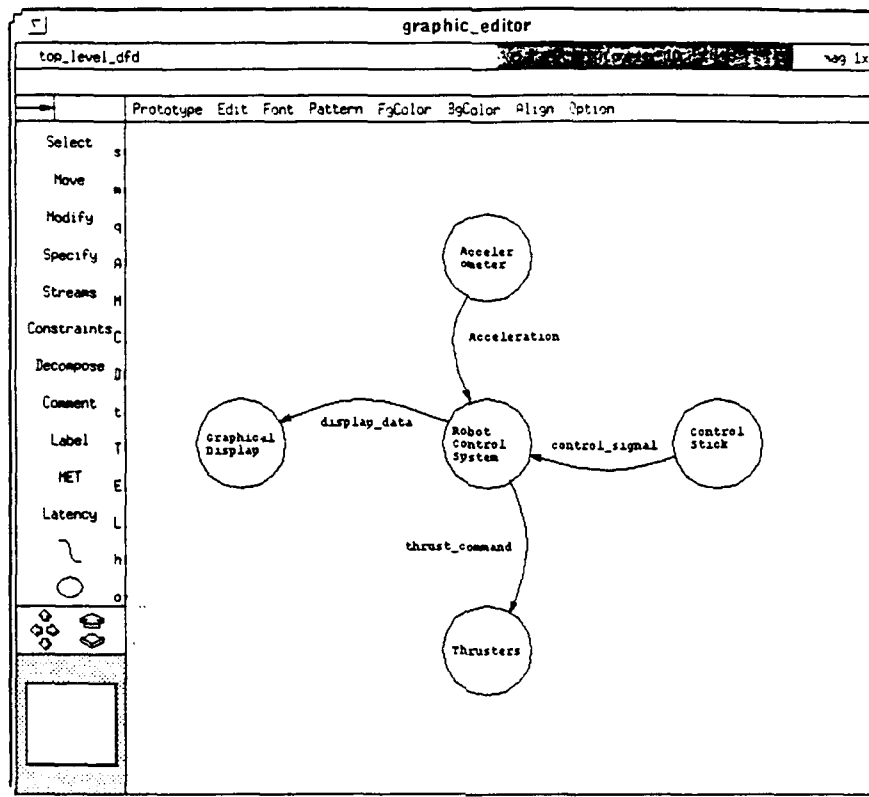 graphic_editor
top_level_dfd
mag 1x
Prototype Edit Font Pattern FgColor BgColor Align Option
Select s
Move m
Modify q
Specify A
Streams M
Constraints C
Decompose D
Comment t
Label T
MET E
Latency L
h
o
Acceler
ometer
Acceleration
display_data
Graphical
Display
Robot
Control
System
control_signal
Control
Stick
thrust_command
Thrusters